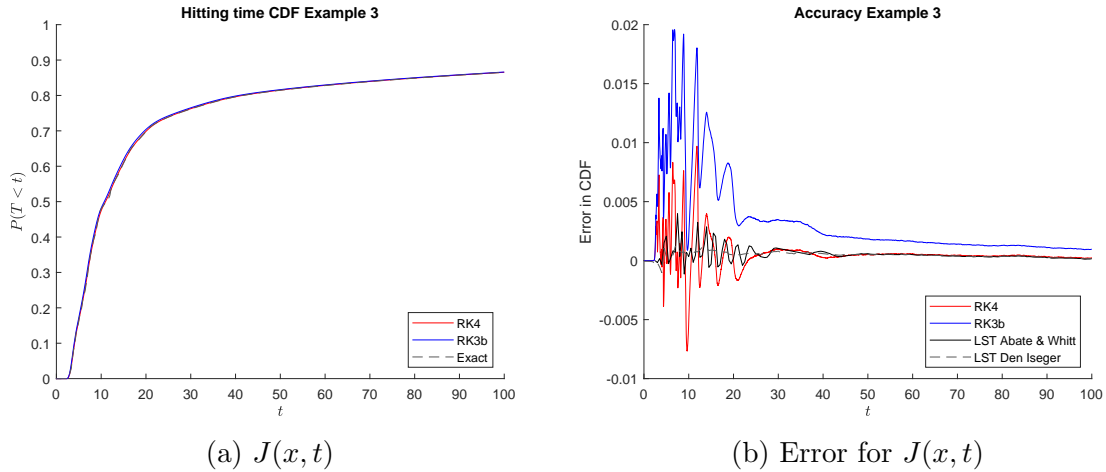 Hitting time CDF Example 3
1
0.9
0.8
0.7
0.6
0.5
0.4
0.3
0.2
0.1
0
P(T < t)
0 10 20 30 40 50 60 70 80 90 100
t
RK4
RK3b
Exact
(a) J(x, t)
Accuracy Example 3
0.02
0.015
0.01
0.005
0
-0.005
-0.01
Error in CDF
0 10 20 30 40 50 60 70 80 90 100
t
RK4
RK3b
LST Abate & Whitt
LST Den Iseger
(b) Error for J(x, t)